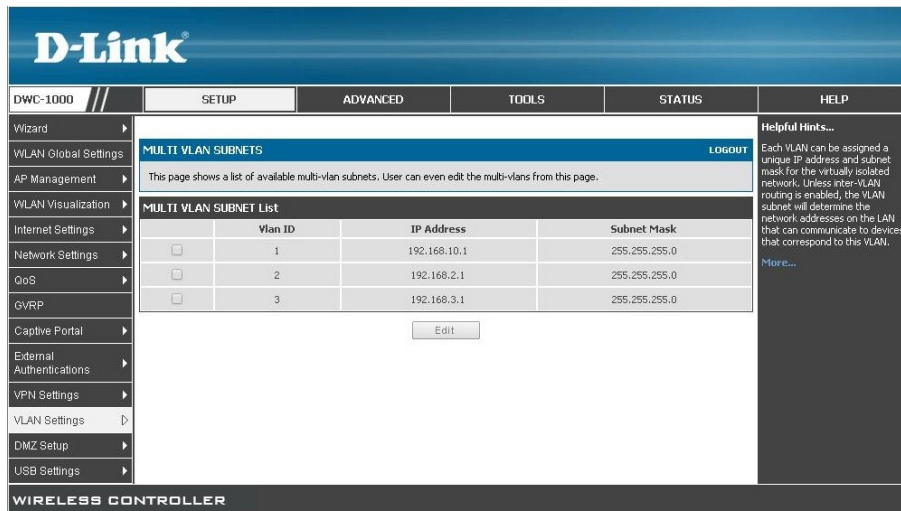 D-Link®
DWC-1000
SETUP
ADVANCED
TOOLS
STATUS
HELP
Wizard
WLAN Global Settings
AP Management
WLAN Visualization
Internet Settings
Network Settings
QoS
GVRP
Captive Portal
External
Authentications
VPN Settings
VLAN Settings
DMZ Setup
USB Settings
MULTI VLAN SUBNETS
LOGOUT
This page shows a list of available multi-vlan subnets. User can even edit the multi-vlans from this page.
MULTI VLAN SUBNET List
Vlan ID IP Address Subnet Mask
1 192.168.10.1 255.255.255.0
2 192.168.2.1 255.255.255.0
3 192.168.3.1 255.255.255.0
Edit
Helpful Hints...
Each VLAN can be assigned a
unique IP address and subnet
mask for the virtually isolated
network. Unless inter-VLAN
routing is enabled, the VLAN
subnet will determine the
network addresses on the LAN
that can communicate to devices
that correspond to this VLAN.
More...
WIRELESS CONTROLLER